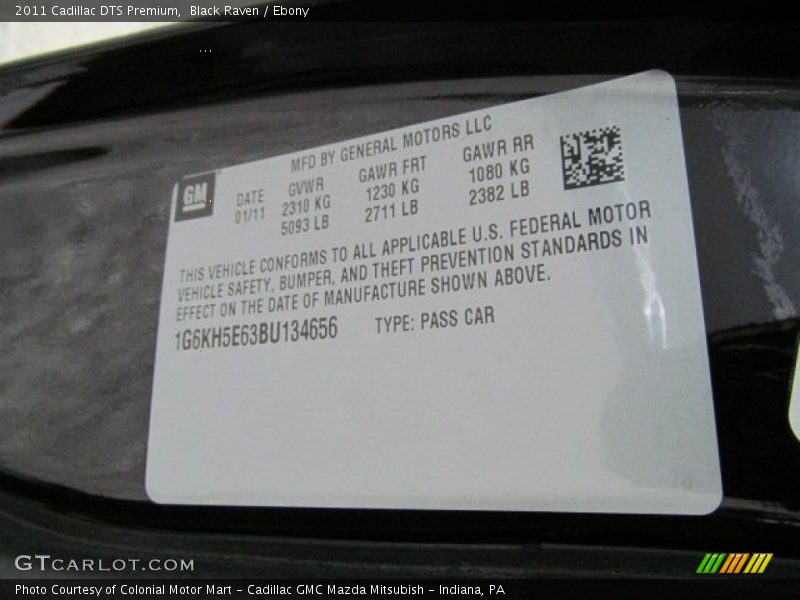 2011 Cadillac DTS Premium,  Black Raven / Ebony
MFD BY GENERAL MOTORS LLC
GM
DATE GVWR GAWR FRT GAWR RR
01/11 2310 KG 1230 KG 1080 KG
5093 LB 2711 LB 2382 LB
THIS VEHICLE CONFORMS TO ALL APPLICABLE U.S. FEDERAL MOTOR
VEHICLE SAFETY, BUMPER, AND THEFT PREVENTION STANDARDS IN
EFFECT ON THE DATE OF MANUFACTURE SHOWN ABOVE.
1G6KH5E63BU134656 TYPE: PASS CAR
GTCARLOT.COM
Photo Courtesy of Colonial Motor Mart - Cadillac GMC Mazda Mitsubish - Indiana, PA